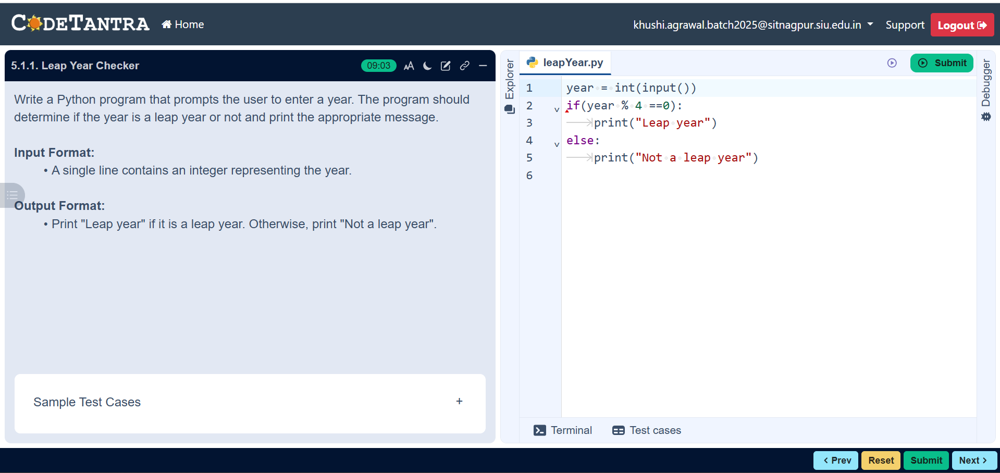 CODETANTRA Home khushi.agrawal.batch2025@sitnagpur.siu.edu.in Support Logout
5.1.1. Leap Year Checker 09:03
Write a Python program that prompts the user to enter a year. The program should
determine if the year is a leap year or not and print the appropriate message.
Input Format:
• A single line contains an integer representing the year.
Output Format:
• Print "Leap year" if it is a leap year. Otherwise, print "Not a leap year".
Sample Test Cases +
Explorer
leapYear.py Submit
1 year = int(input())
2 if(year % 4 ==0):
3 print("Leap year")
4 else:
5 print("Not a leap year")
6
Debugger
Terminal Test cases
< Prev Reset Submit Next >